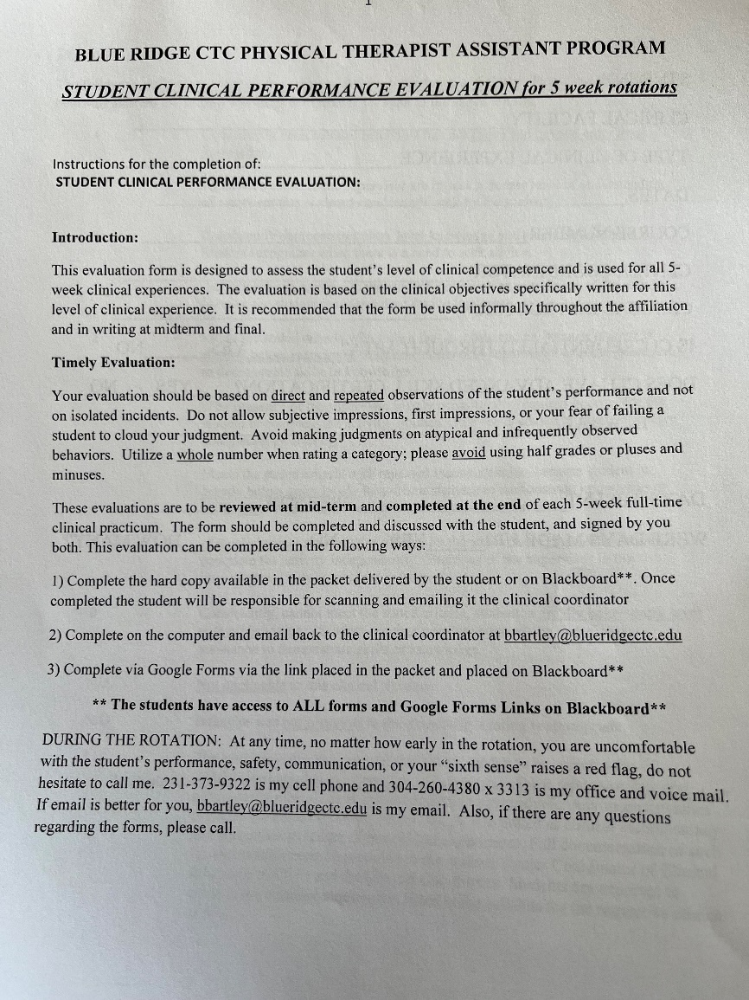 1
BLUE RIDGE CTC PHYSICAL THERAPIST ASSISTANT PROGRAM
STUDENT CLINICAL PERFORMANCE EVALUATION for 5 week rotations
Instructions for the completion of:
STUDENT CLINICAL PERFORMANCE EVALUATION:
Introduction:
This evaluation form is designed to assess the student's level of clinical competence and is used for all 5-
week clinical experiences. The evaluation is based on the clinical objectives specifically written for this
level of clinical experience. It is recommended that the form be used informally throughout the affiliation
and in writing at midterm and final.
Timely Evaluation:
Your evaluation should be based on direct and repeated observations of the student's performance and not
on isolated incidents. Do not allow subjective impressions, first impressions, or your fear of failing a
student to cloud your judgment. Avoid making judgments on atypical and infrequently observed
behaviors. Utilize a whole number when rating a category; please avoid using half grades or pluses and
minuses.
These evaluations are to be reviewed at mid-term and completed at the end of each 5-week full-time
clinical practicum. The form should be completed and discussed with the student, and signed by you
both. This evaluation can be completed in the following ways:
1) Complete the hard copy available in the packet delivered by the student or on Blackboard**. Once
completed the student will be responsible for scanning and emailing it the clinical coordinator
2) Complete on the computer and email back to the clinical coordinator at bbartley@blueridgectc.edu
3) Complete via Google Forms via the link placed in the packet and placed on Blackboard**
** The students have access to ALL forms and Google Forms Links on Blackboard**
DURING THE ROTATION: At any time, no matter how early in the rotation, you are uncomfortable
with the student's performance, safety, communication, or your "sixth sense" raises a red flag, do not
hesitate to call me. 231-373-9322 is my cell phone and 304-260-4380 x 3313 is my office and voice mail.
If email is better for you, bbartley@blueridgectc.edu is my email. Also, if there are any questions
regarding the forms, please call.